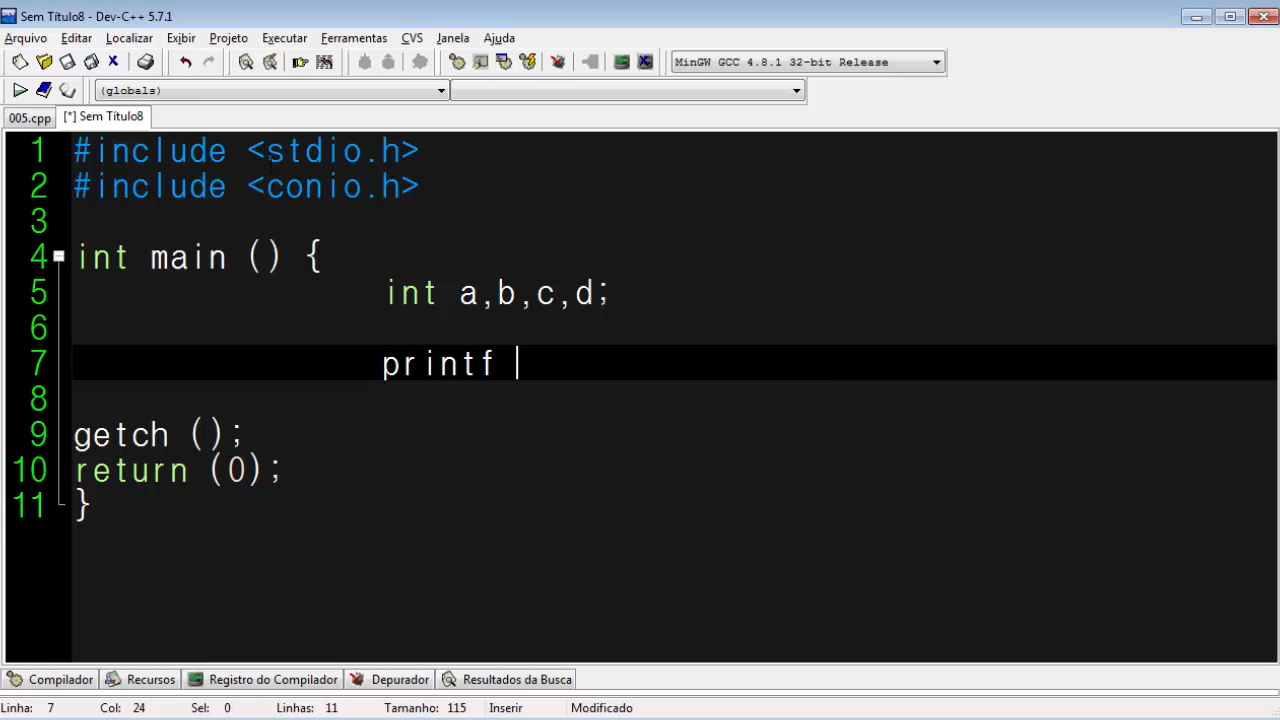 Sem Título8 - Dev-C++ 5.7.1
Arquivo Editar Localizar Exibir Projeto Executar Ferramentas CVS Janela Ajuda
MinGW GCC 4.8.1 32-bit Release
(globals)
005.cpp [*] Sem Título8
1 #include <stdio.h>
2 #include <conio.h>
3
4 int main () {
5 int a,b,c,d;
6
7 printf
8
9 getch ();
10 return (0);
11 }
Compilador Recursos Registro do Compilador Depurador Resultados da Busca
Linha: 7 Col: 24 Sel: 0 Linhas: 11 Tamanho: 115 Inserir Modificado